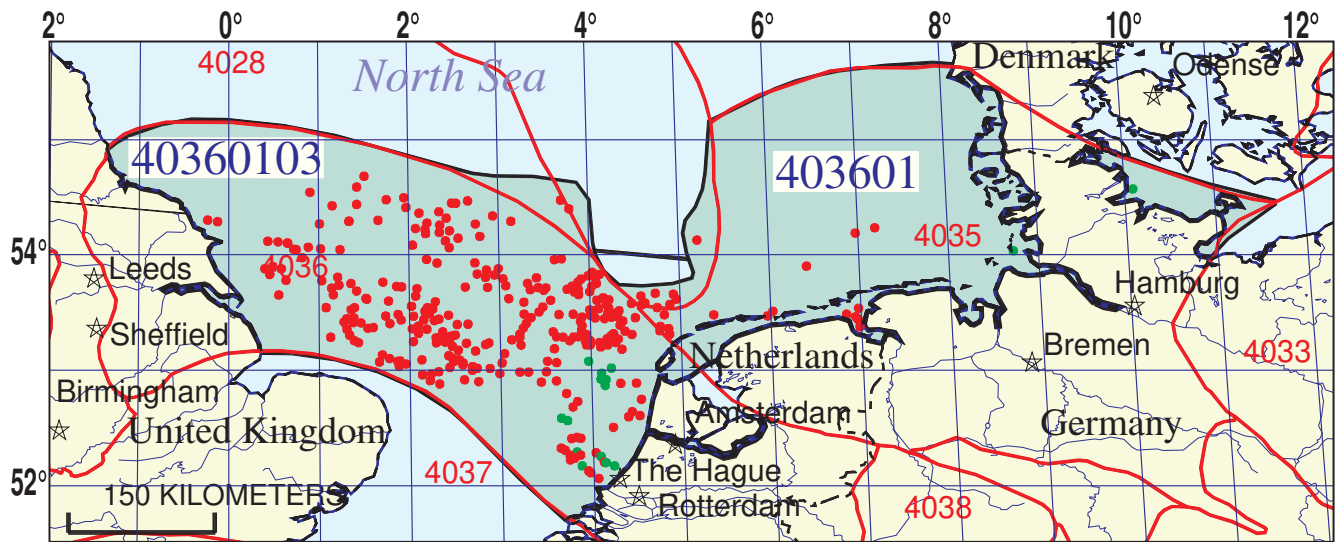 2° 0° 2° 4° 6° 8° 10° 12°
4028
North Sea
Denmark
Odense
40360103
403601
54°
4035
4036
Leeds
Hamburg
Sheffield
Netherlands
Bremen
4033
Birmingham
Amsterdam
United Kingdom
Germany
4037
The Hague
52°
150 KILOMETERS
Rotterdam
4038